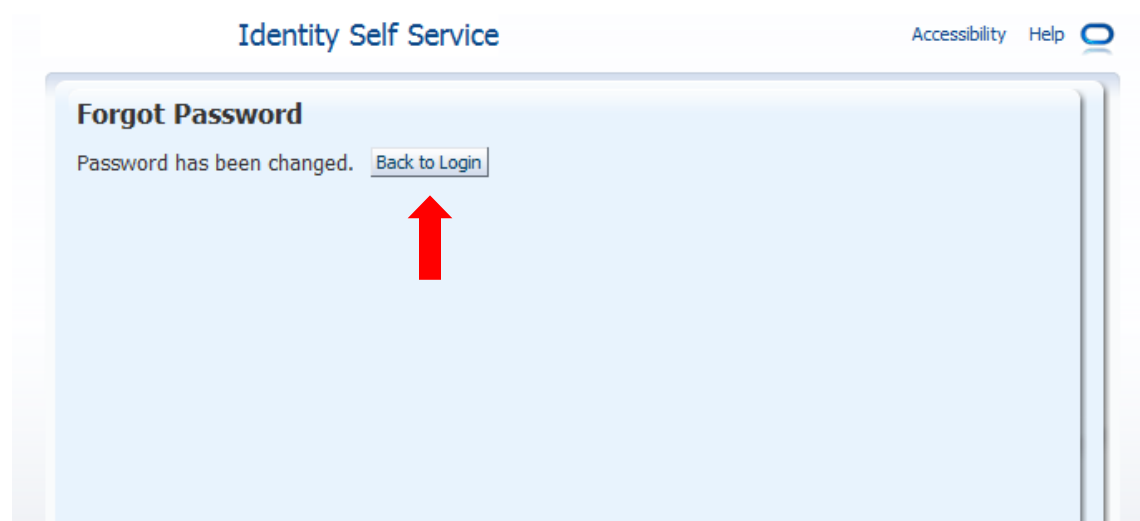 Identity Self Service
Accessibility Help
Forgot Password
Password has been changed. Back to Login